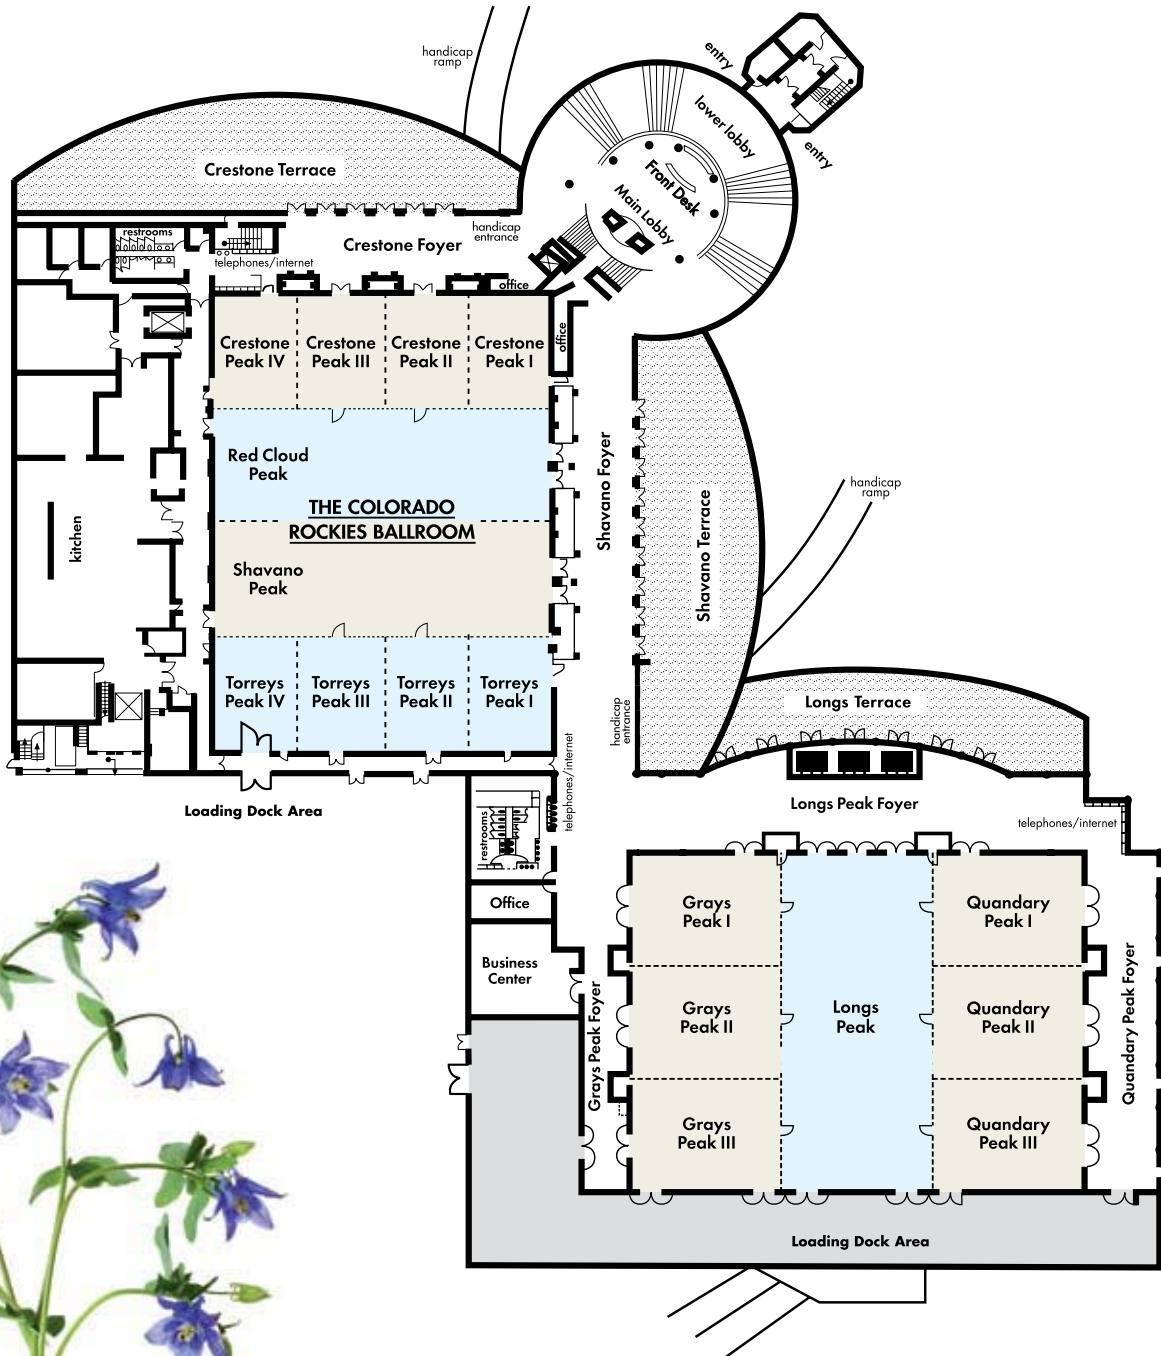 handicap
ramp
entry
lower lobby
entry
Crestone Terrace
Front Desk
Main Lobby
restrooms
handicap
entrance
Crestone Foyer
telephones/internet
office
office
Crestone
Peak IV
Crestone
Peak III
Crestone
Peak II
Crestone
Peak I
Red Cloud
Peak
THE COLORADO
ROCKIES BALLROOM
Shavano
Peak
kitchen
Shavano Foyer
Shavano Terrace
handicap
ramp
Torreys
Peak IV
Torreys
Peak III
Torreys
Peak II
Torreys
Peak I
handicap
entrance
Longs Terrace
Loading Dock Area
telephones/internet
Longs Peak Foyer
telephones/internet
restrooms
Office
Business
Center
Grays Peak Foyer
Grays
Peak I
Grays
Peak II
Grays
Peak III
Longs
Peak
Quandary
Peak I
Quandary
Peak II
Quandary
Peak III
Quandary Peak Foyer
Loading Dock Area